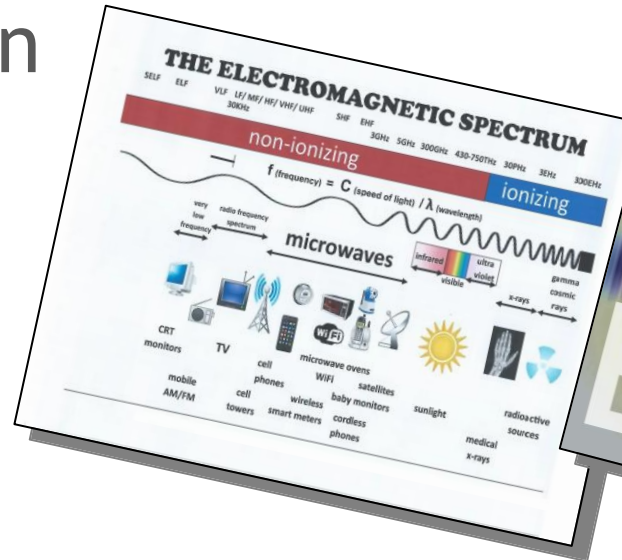 n
THE ELECTROMAGNETIC SPECTRUM
SELF ELF VLF LF/ MF/ HF/ VHF/ UHF SHF EHF
30KHz 3GHz 5GHz 300GHz 430-750THz 30PHz 3EHz 300EHz
non-ionizing
ionizing
f (frequency) = C (speed of light) / λ (wavelength)
very
low
frequency
radio frequency
spectrum
microwaves
infrared
visible
ultra
violet
x-rays
gamma
cosmic
rays
WiFi
CRT
monitors
TV
mobile
AM/FM
cell
phones
cell
towers
microwave ovens
WiFi satellites
wireless baby monitors
smart meters cordless
phones
sunlight
medical
x-rays
radioactive
sources